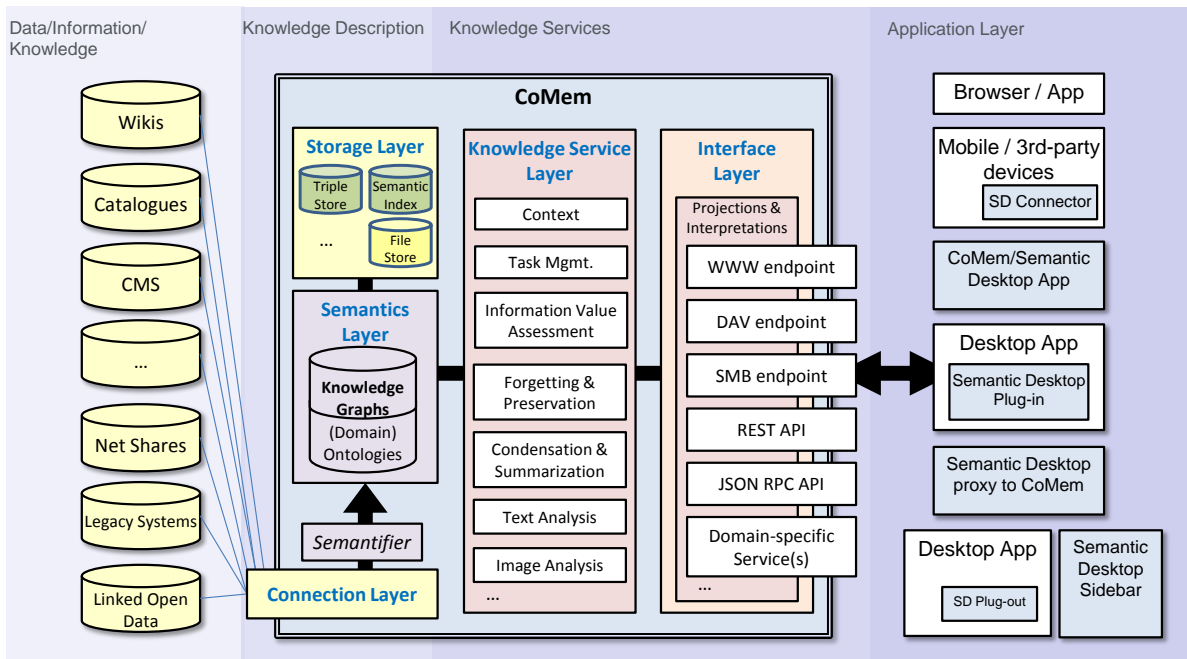 Data/Information/
Knowledge
Knowledge Description
Knowledge Services
Application Layer
Wikis
Catalogues
CMS
...
Net Shares
Legacy Systems
Linked Open
Data
CoMem
Storage Layer
Triple
Store
Semantic
Index
...
File
Store
Semantics
Layer
Knowledge
Graphs
(Domain)
Ontologies
Semantifier
Connection Layer
Knowledge Service
Layer
Context
Task Mgmt.
Information Value
Assessment
Forgetting &
Preservation
Condensation &
Summarization
Text Analysis
Image Analysis
...
Interface
Layer
Projections &
Interpretations
WWW endpoint
DAV endpoint
SMB endpoint
REST API
JSON RPC API
Domain-specific
Service(s)
...
Browser / App
Mobile / 3rd-party
devices
SD Connector
CoMem/Semantic
Desktop App
Desktop App
Semantic Desktop
Plug-in
Semantic Desktop
proxy to CoMem
Desktop App
SD Plug-out
Semantic
Desktop
Sidebar